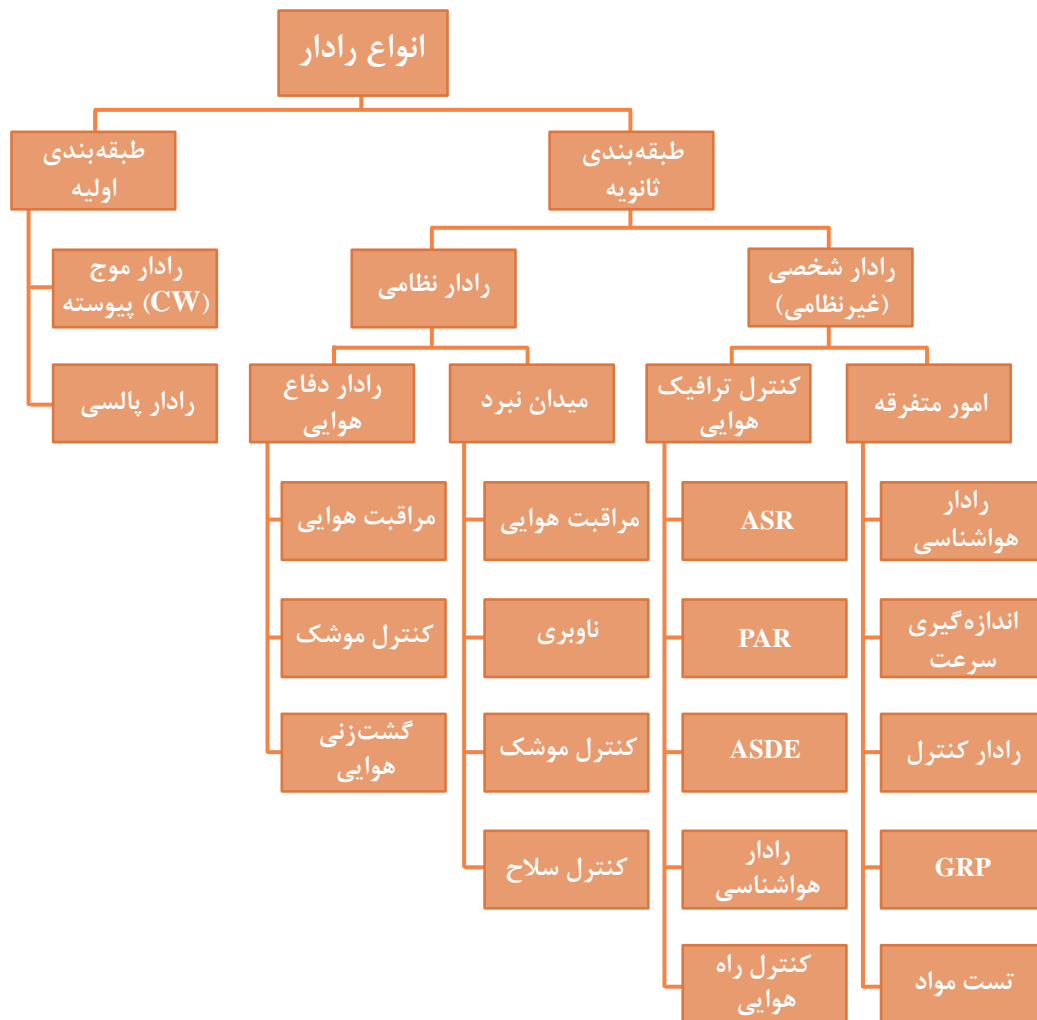 انواع رادار
طبقه‌بندی
ثانویه
طبقه‌بندی
اولیه
رادار شخصی
(غیرنظامی)
رادار نظامی
رادار موج
پیوسته (CW)
رادار پالسی
امور متفرقه
کنترل ترافیک
هوایی
میدان نبرد
رادار دفاع
هوایی
رادار
هواشناسی
اندازه‌گیری
سرعت
رادار کنترل
GRP
تست مواد
ASR
PAR
ASDE
رادار
هواشناسی
کنترل راه
هوایی
مراقبت هوایی
ناوبری
کنترل موشک
کنترل سلاح
مراقبت هوایی
کنترل موشک
گشت‌زنی
هوایی